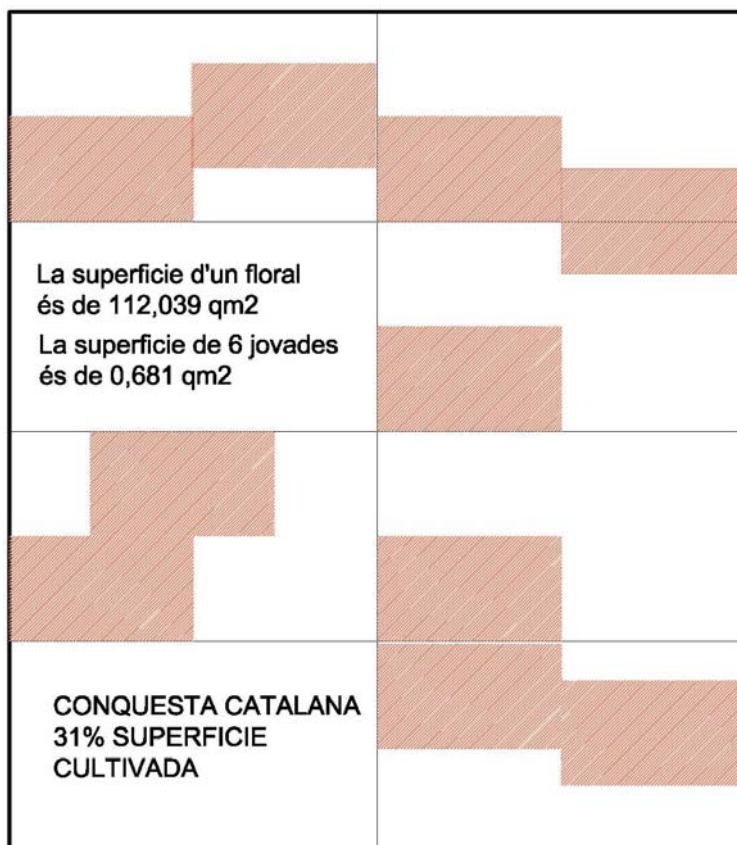 La superficie d'un floral
és de 112,039 qm2
La superficie de 6 jovades
és de 0,681 qm2
CONQUESTA CATALANA
31% SUPERFICIE
CULTIVADA